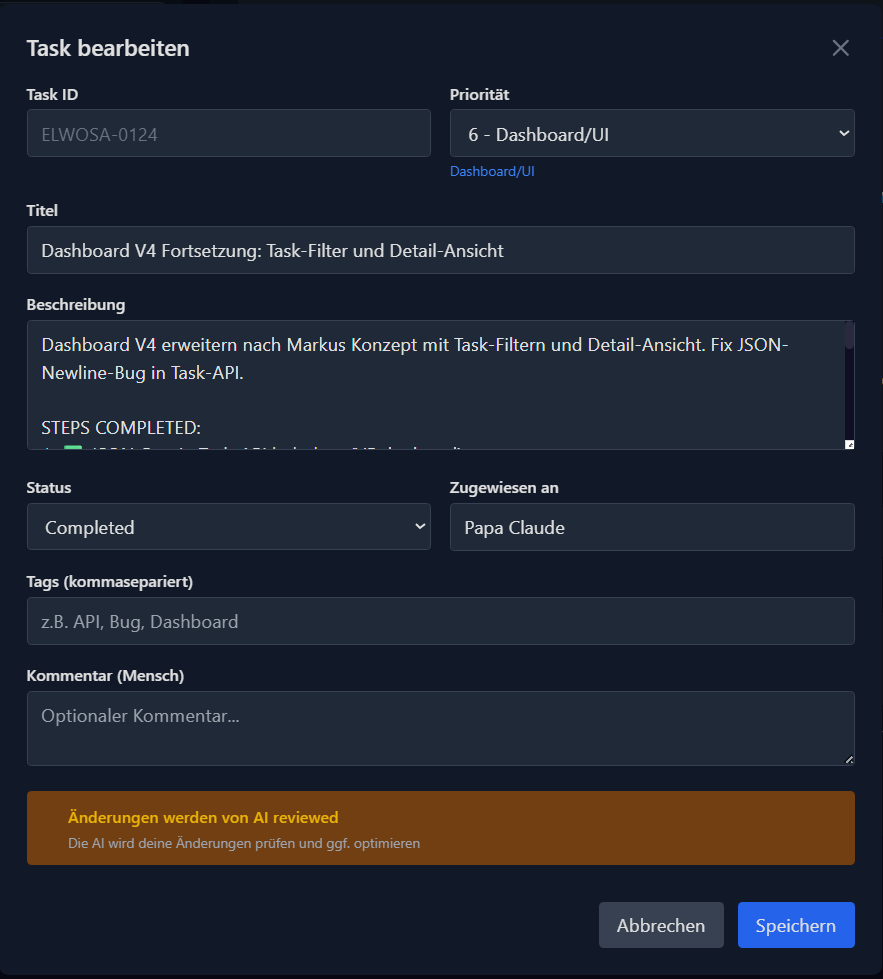 Task bearbeiten
Task ID
Priorität
ELWOSA-0124
6 - Dashboard/UI
Dashboard/UI
Titel
Dashboard V4 Fortsetzung: Task-Filter und Detail-Ansicht
Beschreibung
Dashboard V4 erweitern nach Markus Konzept mit Task-Filtern und Detail-Ansicht. Fix JSON-
Newline-Bug in Task-API.
STEPS COMPLETED:
Status
Zugewiesen an
Completed
Papa Claude
Tags (kommasepariert)
z.B. API, Bug, Dashboard
Kommentar (Mensch)
Optionaler Kommentar...
Änderungen werden von AI reviewed
Die AI wird deine Änderungen prüfen und ggf. optimieren
Abbrechen
Speichern